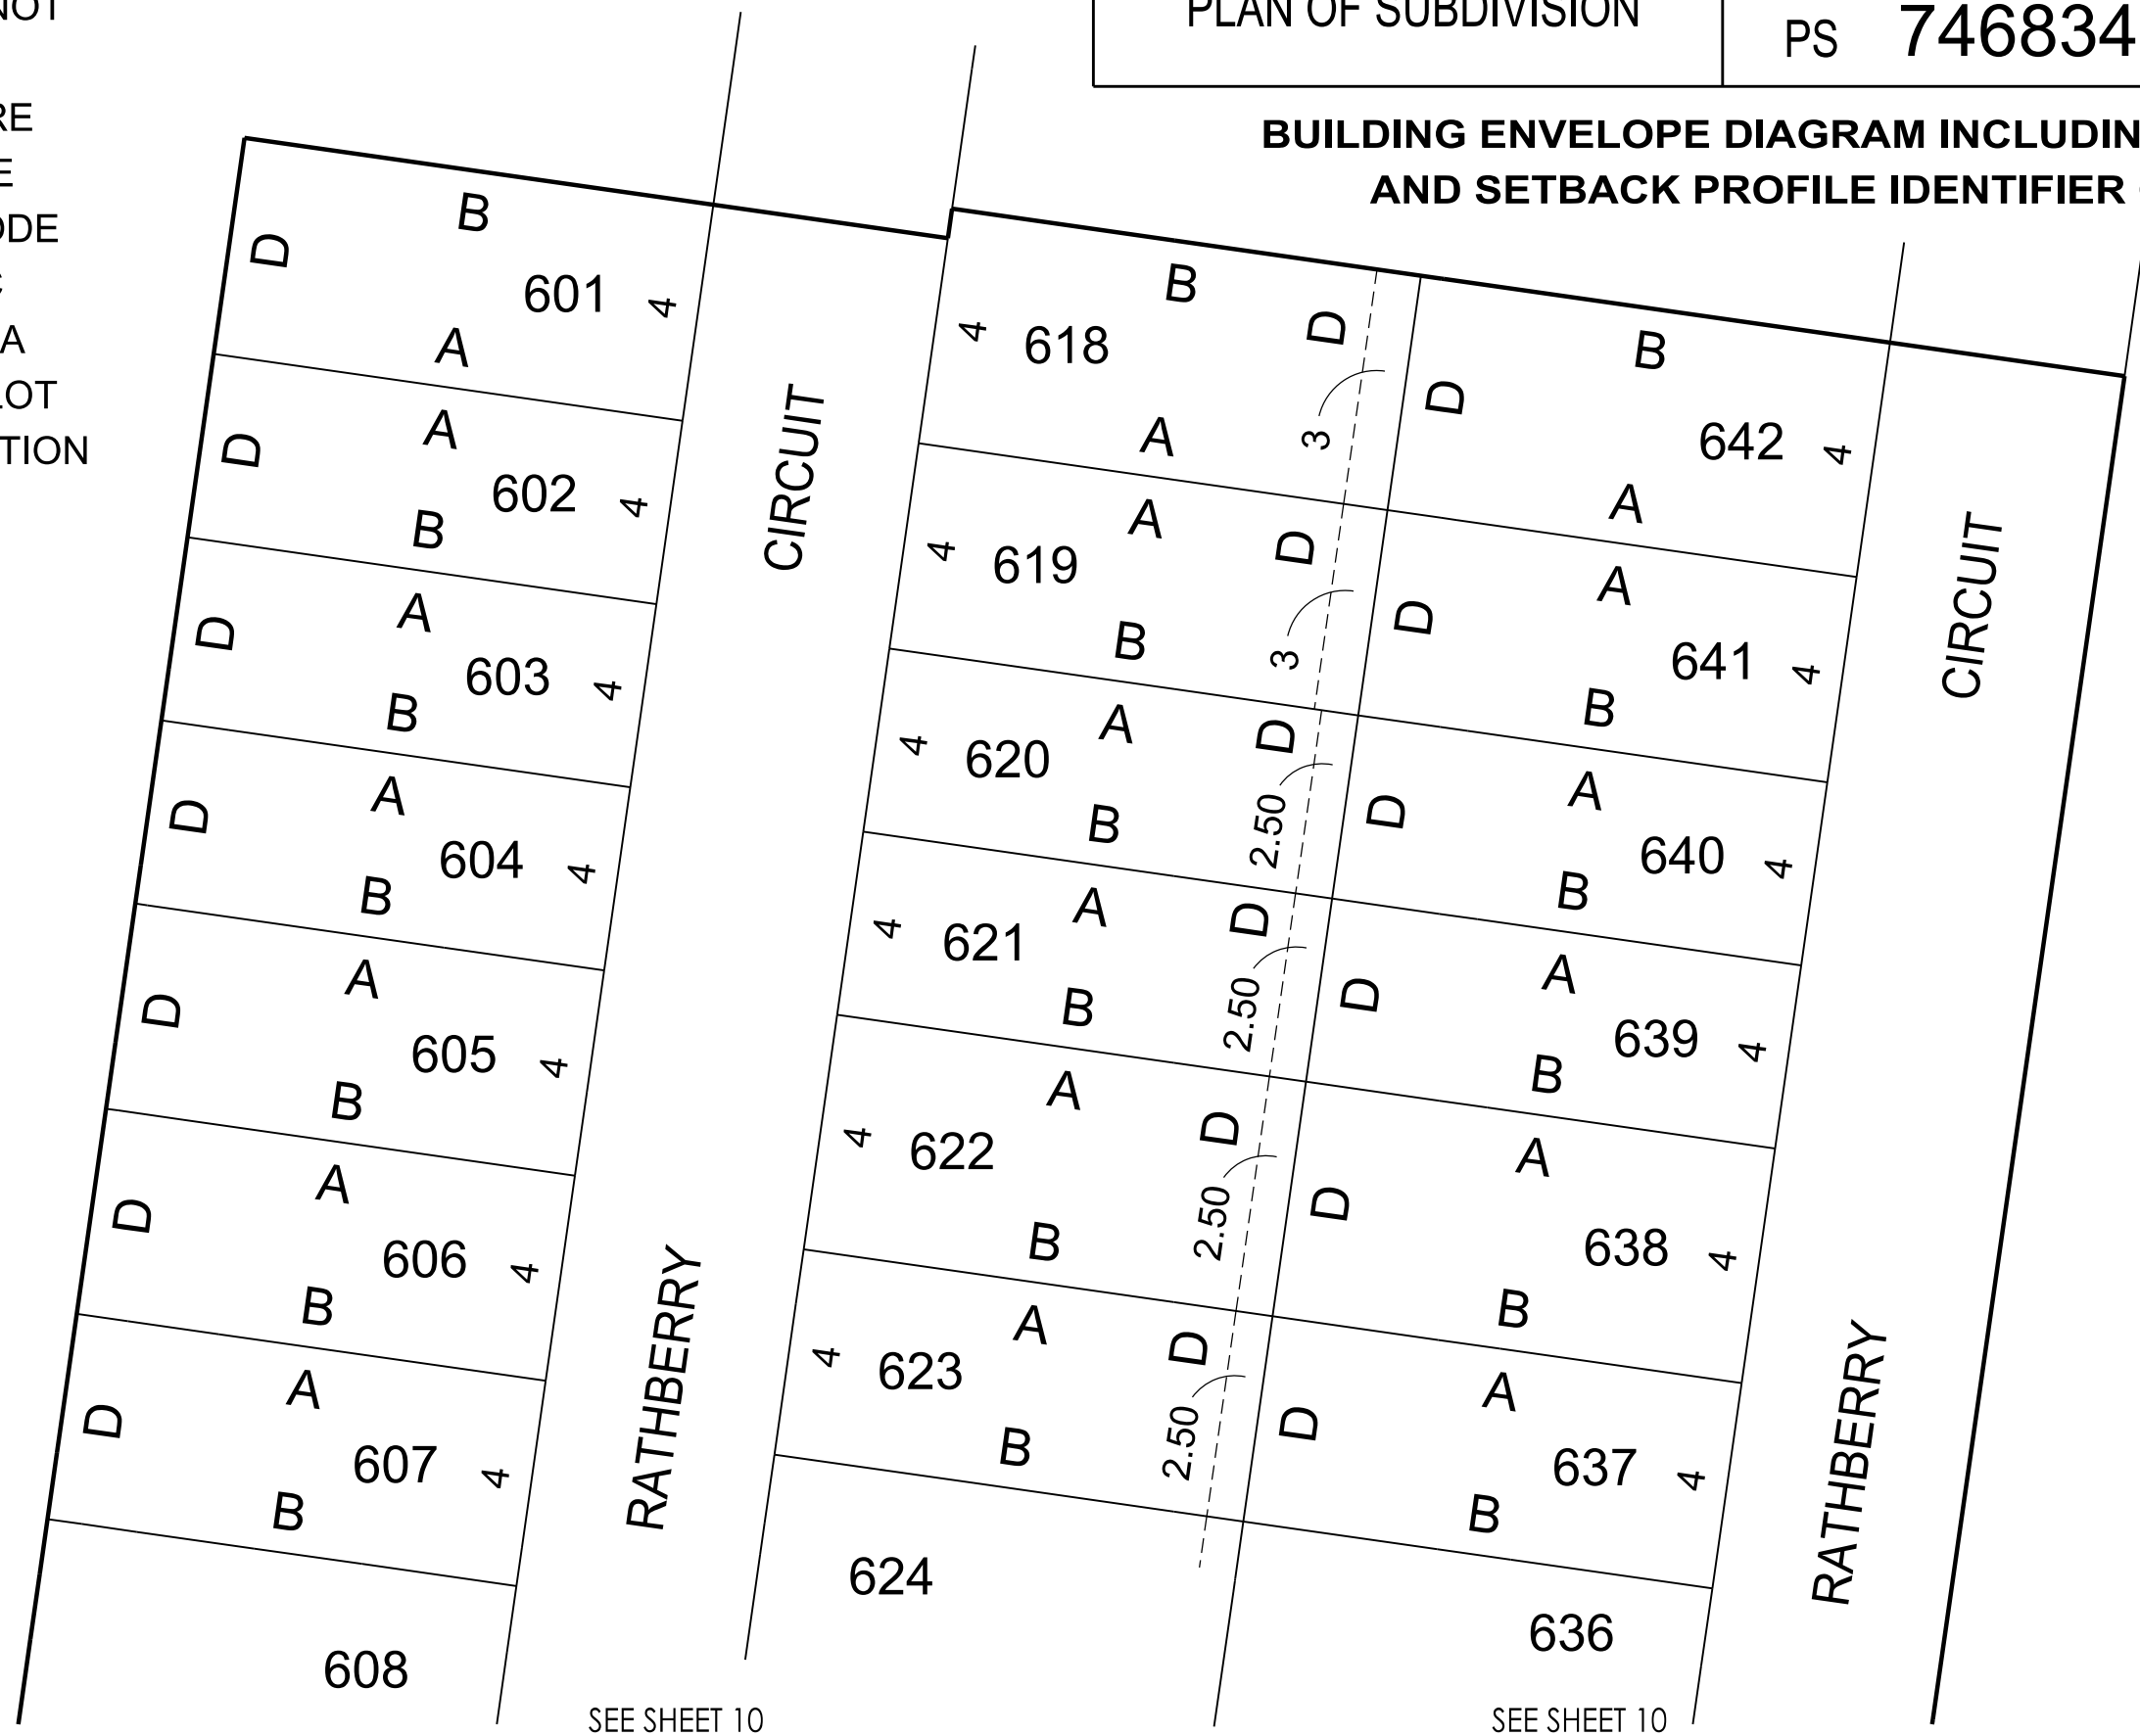 NOT
PLAN OF SUBDIVISION
PS 746834
RE
BUILDING ENVELOPE DIAGRAM INCLUDIN
E
AND SETBACK PROFILE IDENTIFIER
ODE
A
LOT
TION
B
D
601
4
A
A
D
602
4
B
A
D
603
4
B
A
D
604
4
B
A
D
605
4
B
A
D
606
4
B
A
D
607
4
B
608
CIRCUIT
RATHBERRY
B
4
618
D
3
A
A
4
619
D
3
B
A
4
620
D
2.50
B
A
4
621
D
2.50
B
A
4
622
D
2.50
B
A
4
623
D
2.50
B
624
B
D
642
4
A
A
D
641
4
B
A
D
640
4
B
A
D
639
4
B
A
D
638
4
B
A
D
637
4
B
636
CIRCUIT
RATHBERRY
SEE SHEET 10
SEE SHEET 10